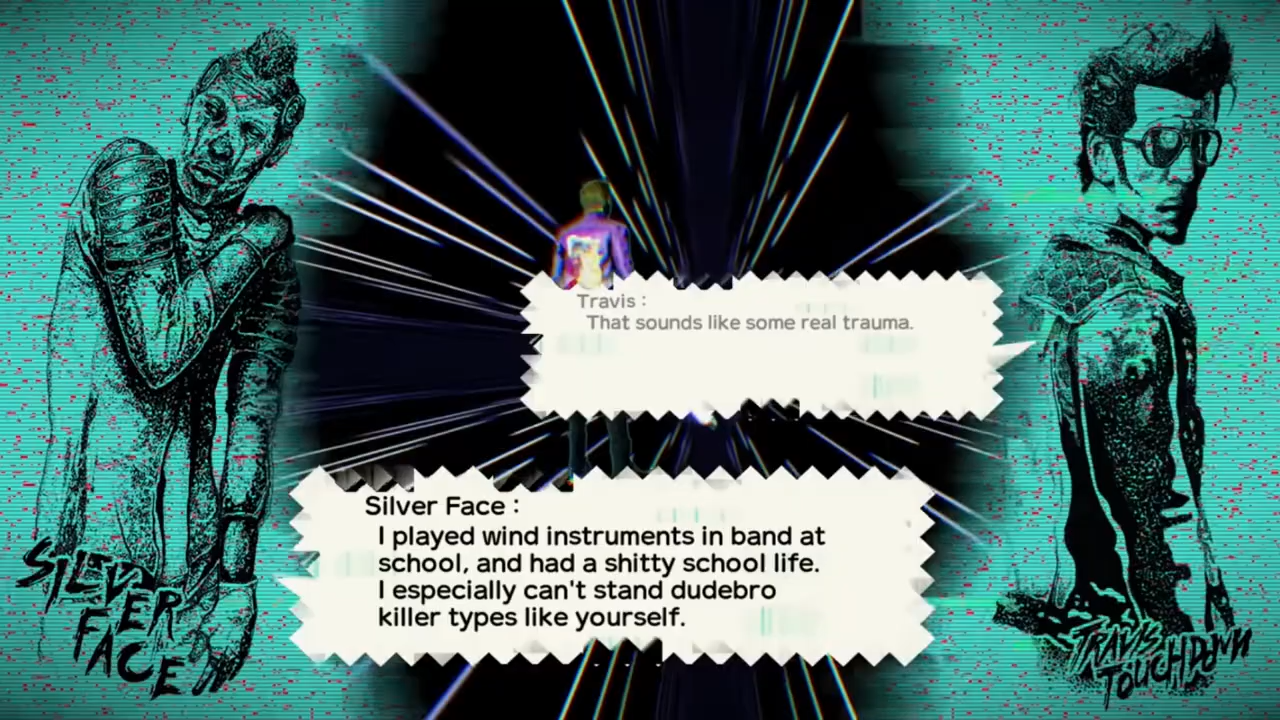 Travis :
That sounds like some real trauma.
Silver Face :
I played wind instruments in band at
school, and had a shitty school life.
I especially can't stand dudebro
killer types like yourself.
SILVER
FACE
TRAVIS
TOUCHDOWN